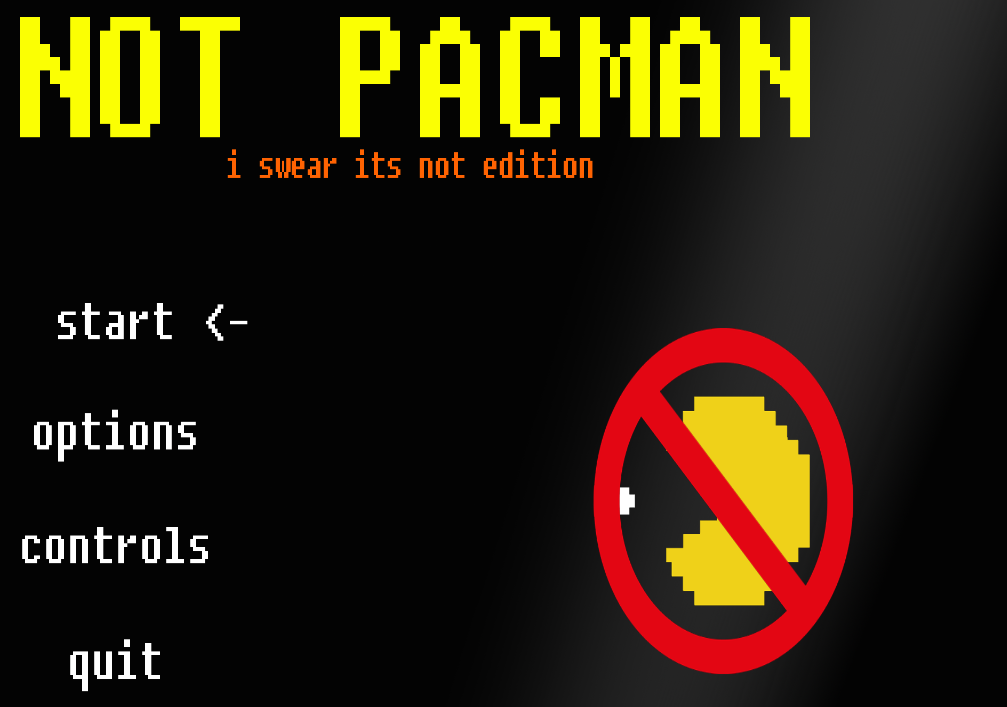 NOT PACMAN
i swear its not edition
start <-
options
controls
quit